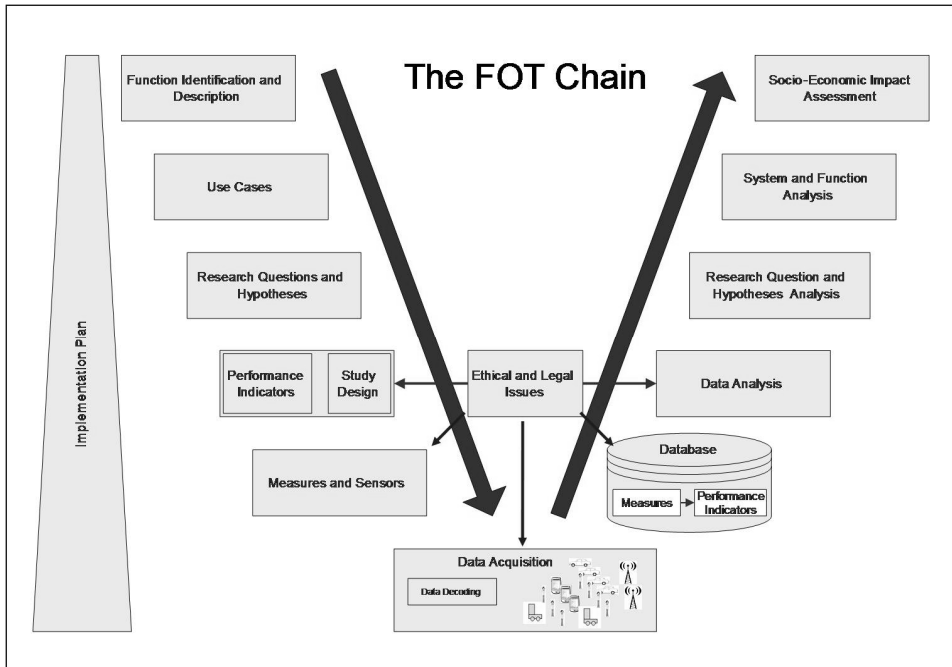 The FOT Chain
Function Identification and
Description
Use Cases
Research Questions and
Hypotheses
Performance
Indicators
Study
Design
Measures and Sensors
Implementation Plan
Ethical and Legal
Issues
Data Acquisition
Data Decoding
Socio-Economic Impact
Assessment
System and Function
Analysis
Research Question and
Hypotheses Analysis
Data Analysis
Database
Measures
Performance
Indicators